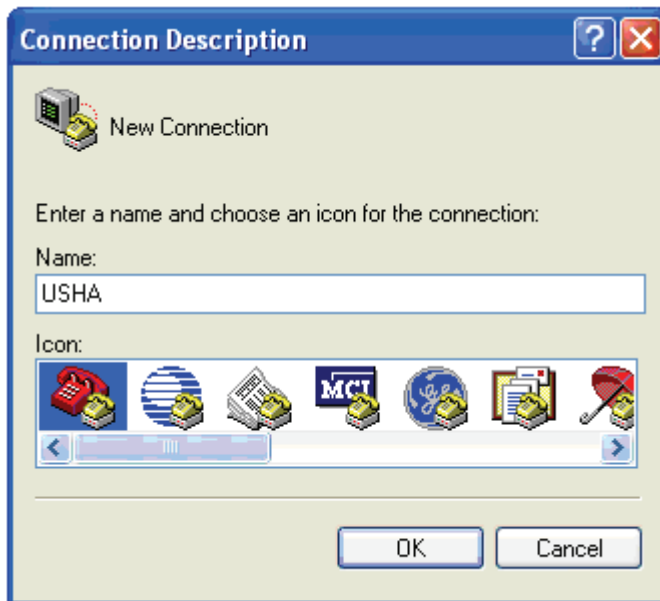 Connection Description
New Connection
Enter a name and choose an icon for the connection:
Name:
USHA
Icon:
MCI
OK
Cancel